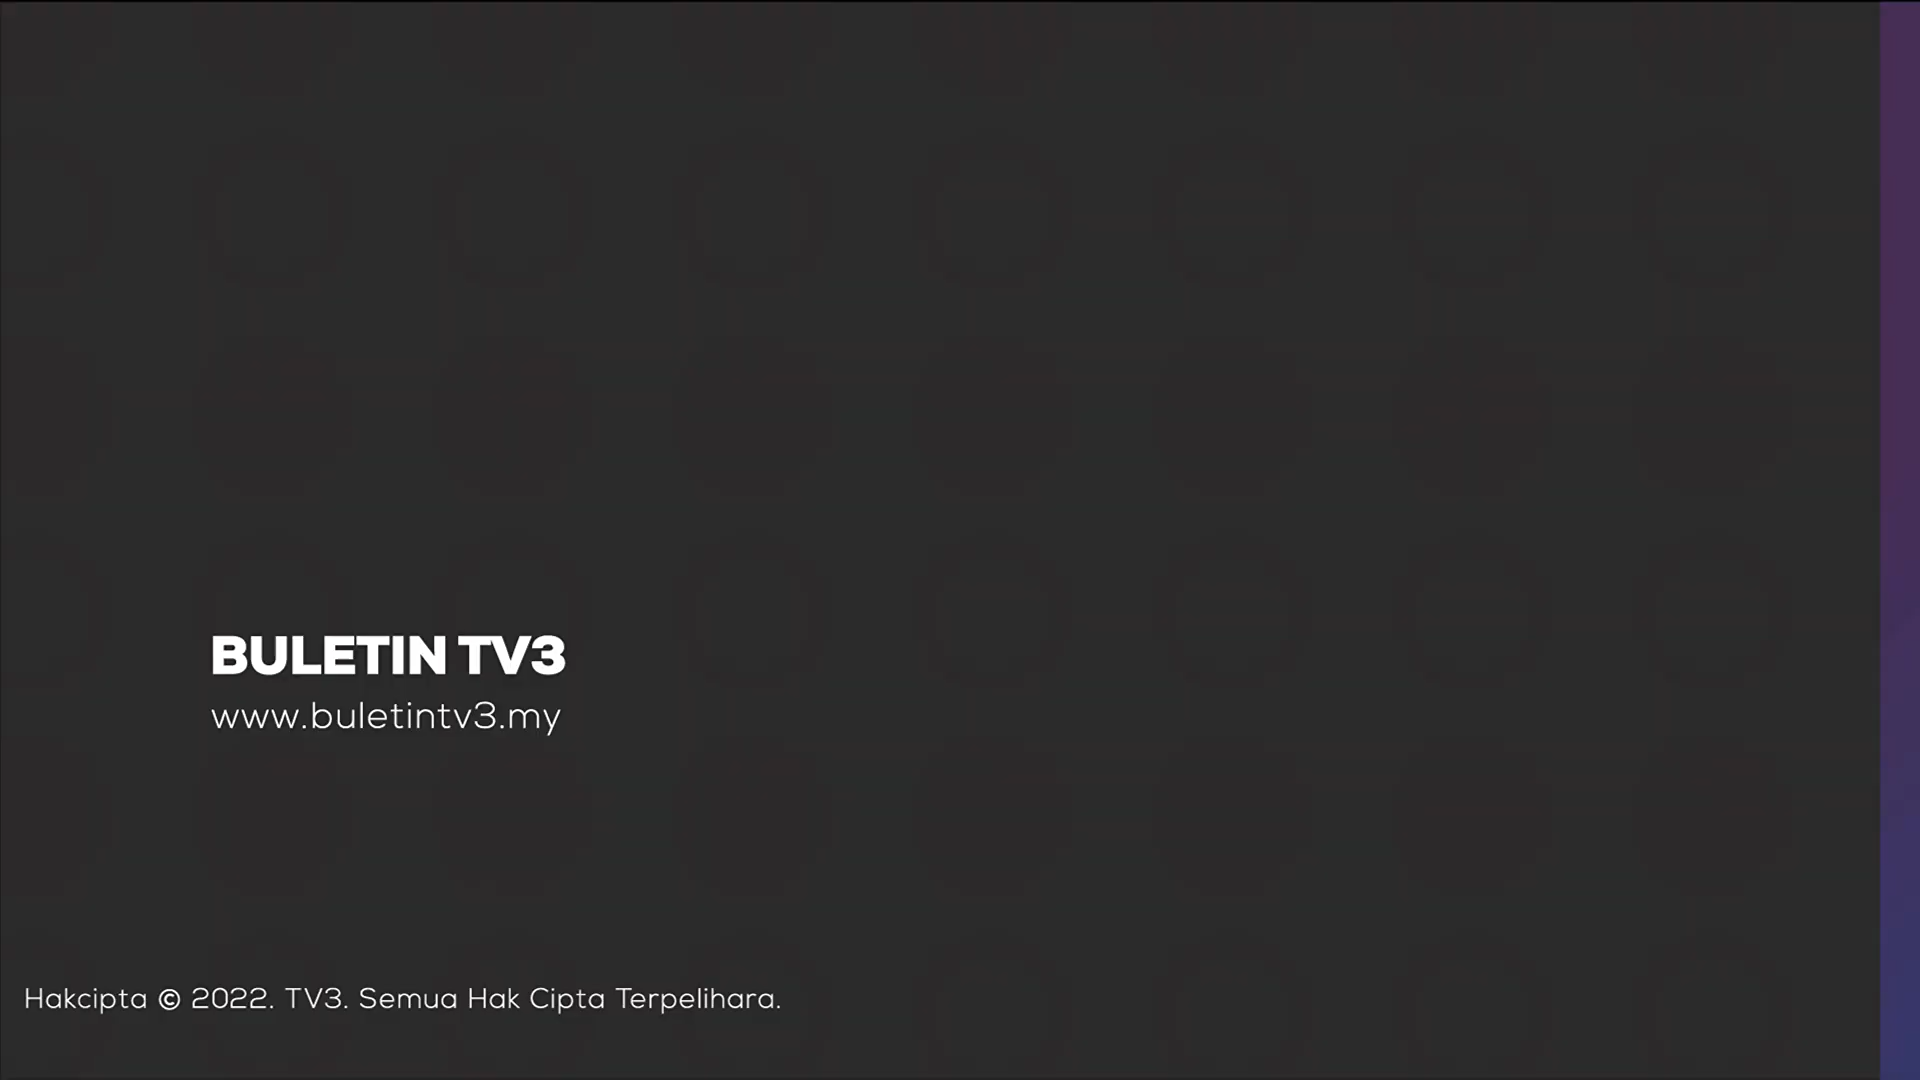 BULETIN TV3
www.buletintv3.my
Hakcipta © 2022. TV3. Semua Hak Cipta Terpelihara.